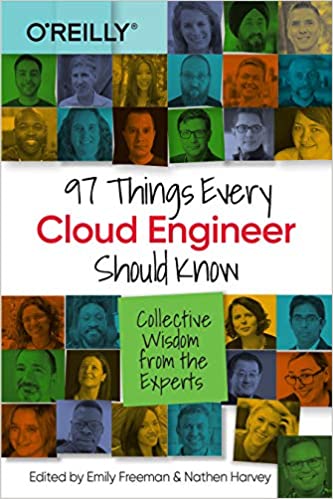 O'REILLY®
97 Things Every
Cloud Engineer
Should Know
Collective
Wisdom
from the
Experts
Edited by Emily Freeman & Nathen Harvey